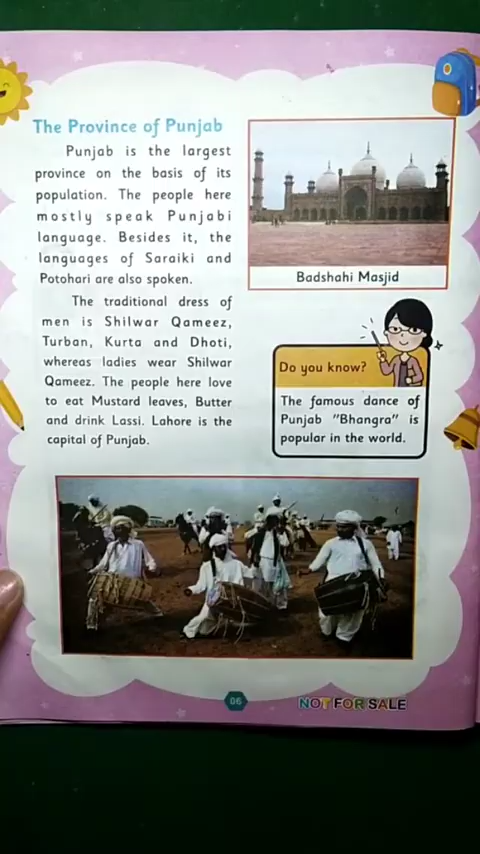 The Province of Punjab
Punjab is the largest
province on the basis of its
population. The people here
mostly speak Punjabi
language. Besides it, the
languages of Saraiki and
Potohari are also spoken.
The traditional dress of
men is Shilwar Qameez,
Turban, Kurta and Dhoti,
whereas ladies wear Shilwar
Qameez. The people here love
to eat Mustard leaves, Butter
and drink Lassi. Lahore is the
capital of Punjab.
Badshahi Masjid
Do you know?
The famous dance of
Punjab "Bhangra" is
popular in the world.
06
NOT FOR SALE